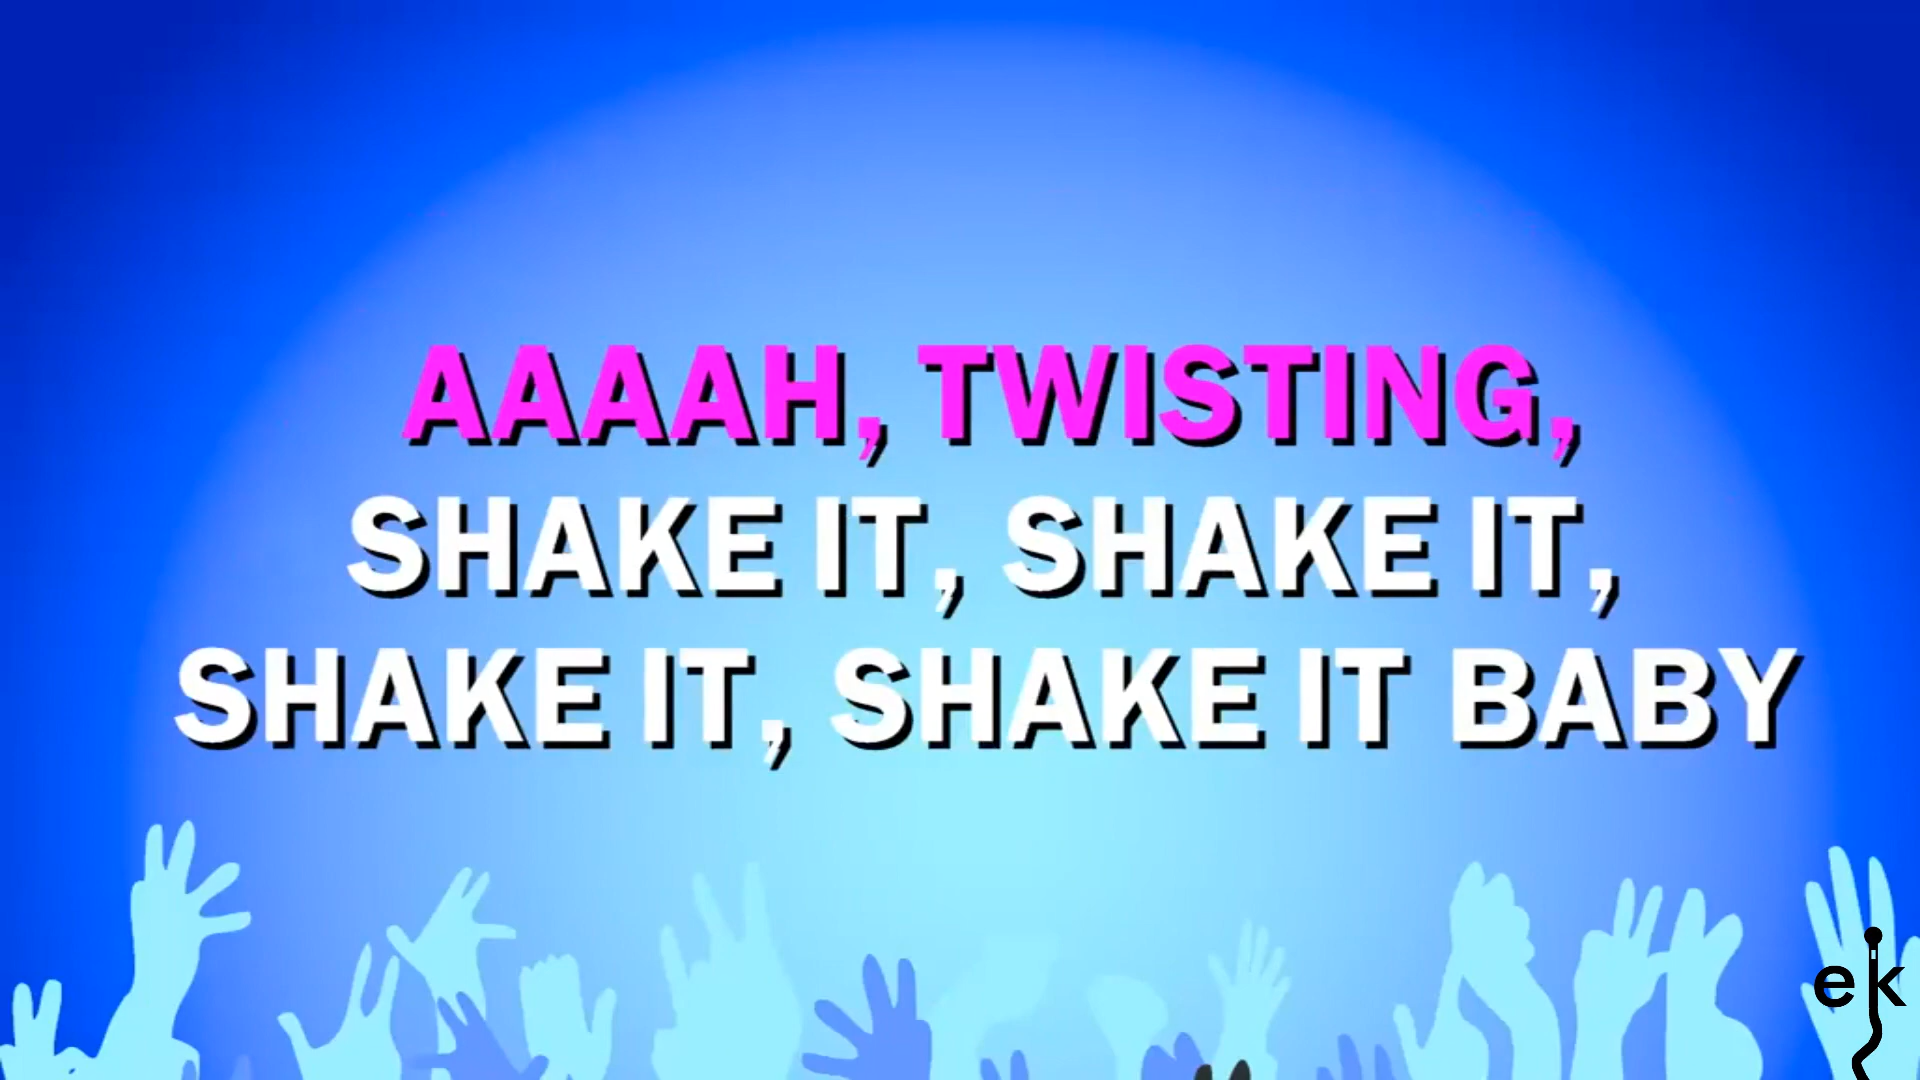 AAAAH, TWISTING,
SHAKE IT, SHAKE IT,
SHAKE IT, SHAKE IT BABY
ek